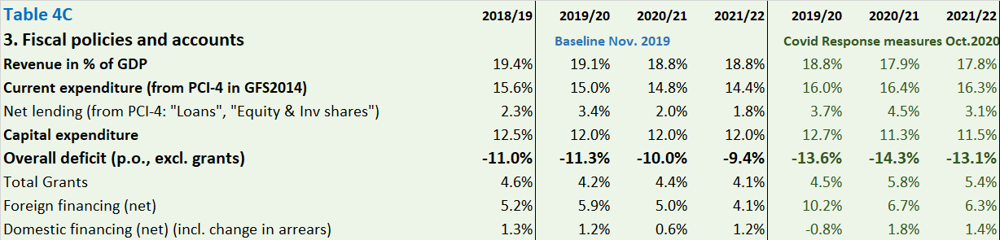 Table 4C 2018/19 2019/20 2020/21 2021/22 2019/20 2020/21 2021/22
3. Fiscal policies and accounts Baseline Nov. 2019 Covid Response measures Oct.2020
Revenue in % of GDP 19.4% 19.1% 18.8% 18.8% 18.8% 17.9% 17.8%
Current expenditure (from PCI-4 in GFS2014) 15.6% 15.0% 14.8% 14.4% 16.0% 16.4% 16.3%
Net lending (from PCI-4: "Loans", "Equity & Inv shares") 2.3% 3.4% 2.0% 1.8% 3.7% 4.5% 3.1%
Capital expenditure 12.5% 12.0% 12.0% 12.0% 12.7% 11.3% 11.5%
Overall deficit (p.o., excl. grants) -11.0% -11.3% -10.0% -9.4% -13.6% -14.3% -13.1%
Total Grants 4.6% 4.2% 4.4% 4.1% 4.5% 5.8% 5.4%
Foreign financing (net) 5.2% 5.9% 5.0% 4.1% 10.2% 6.7% 6.3%
Domestic financing (net) (incl. change in arrears) 1.3% 1.2% 0.6% 1.2% -0.8% 1.8% 1.4%